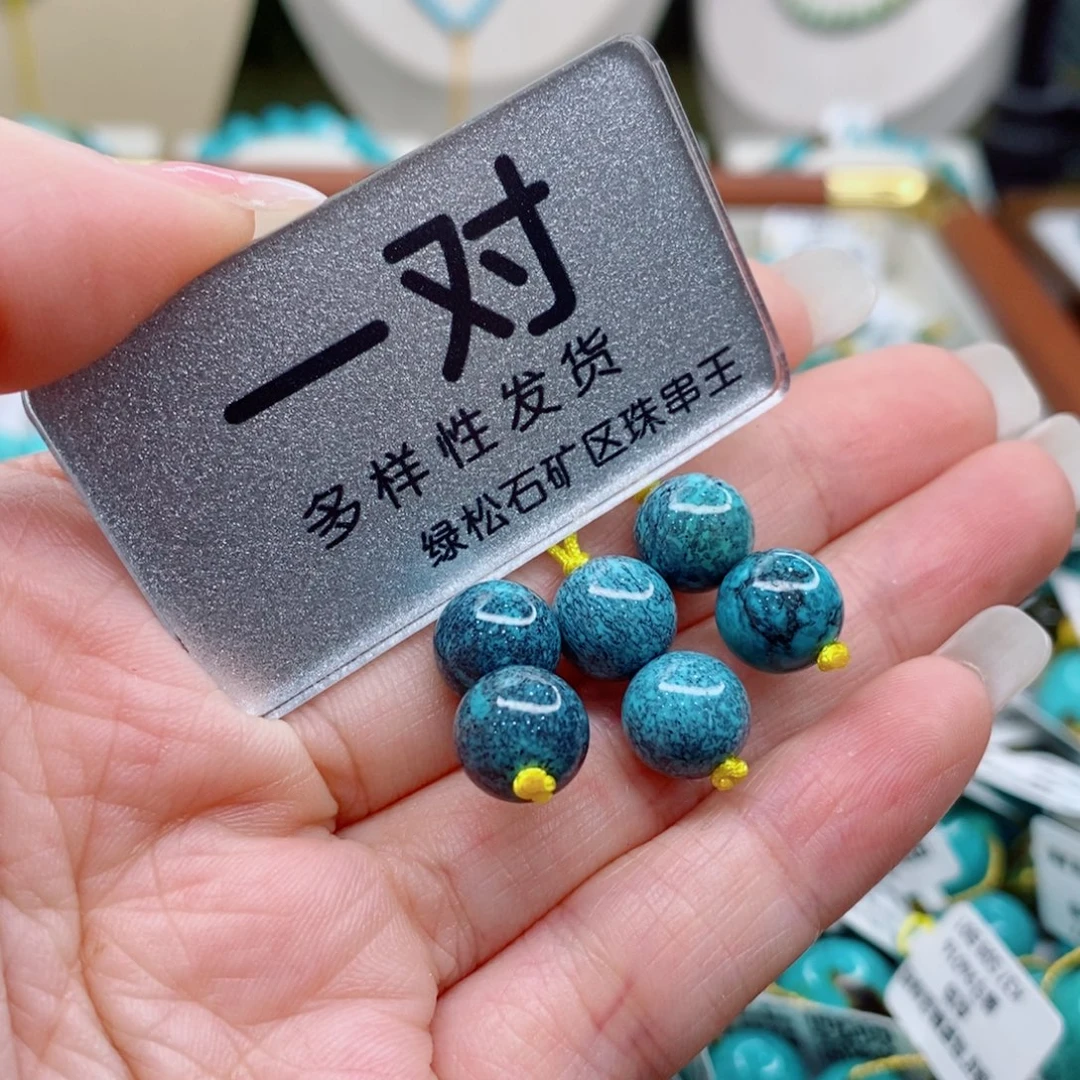 一对
多样性发货
绿松石矿区珠串王